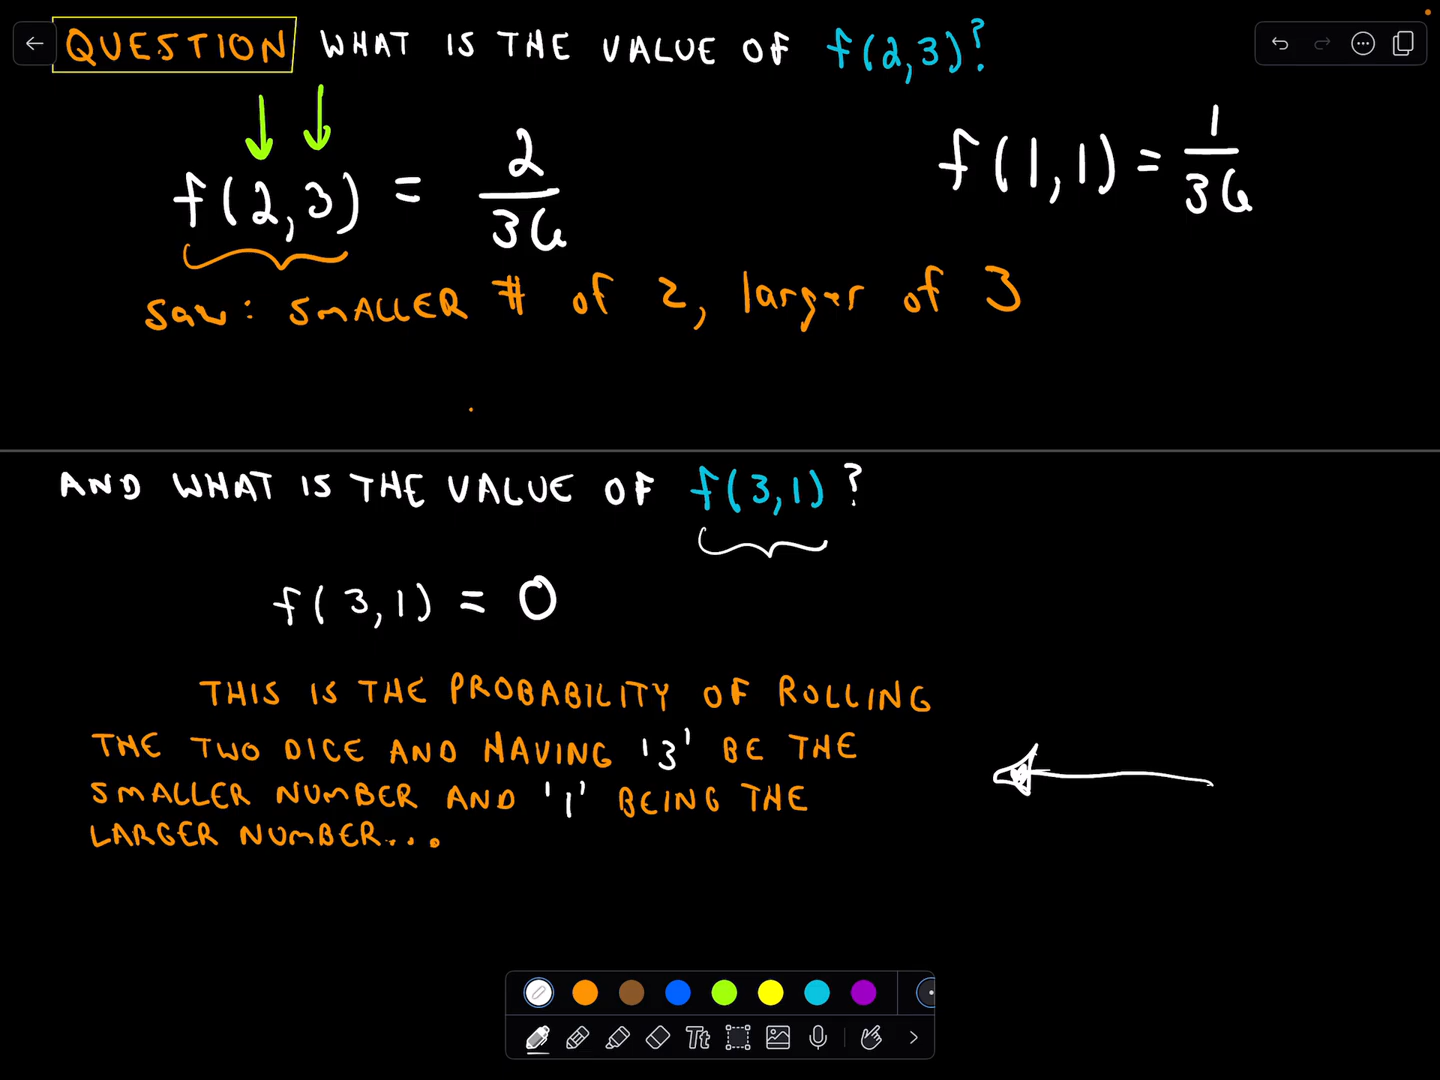 QUESTION WHAT IS THE VALUE OF f(2,3)?
f(2,3) = 2/36
f(1,1) = 1/36
saw: SMALLER # of 2, larger of 3
AND WHAT IS THE VALUE OF f(3,1)?
f(3,1) = 0
THIS IS THE PROBABILITY OF ROLLING
THE TWO DICE AND HAVING '3' BE THE
SMALLER NUMBER AND '1' BEING THE
LARGER NUMBER...
Tt